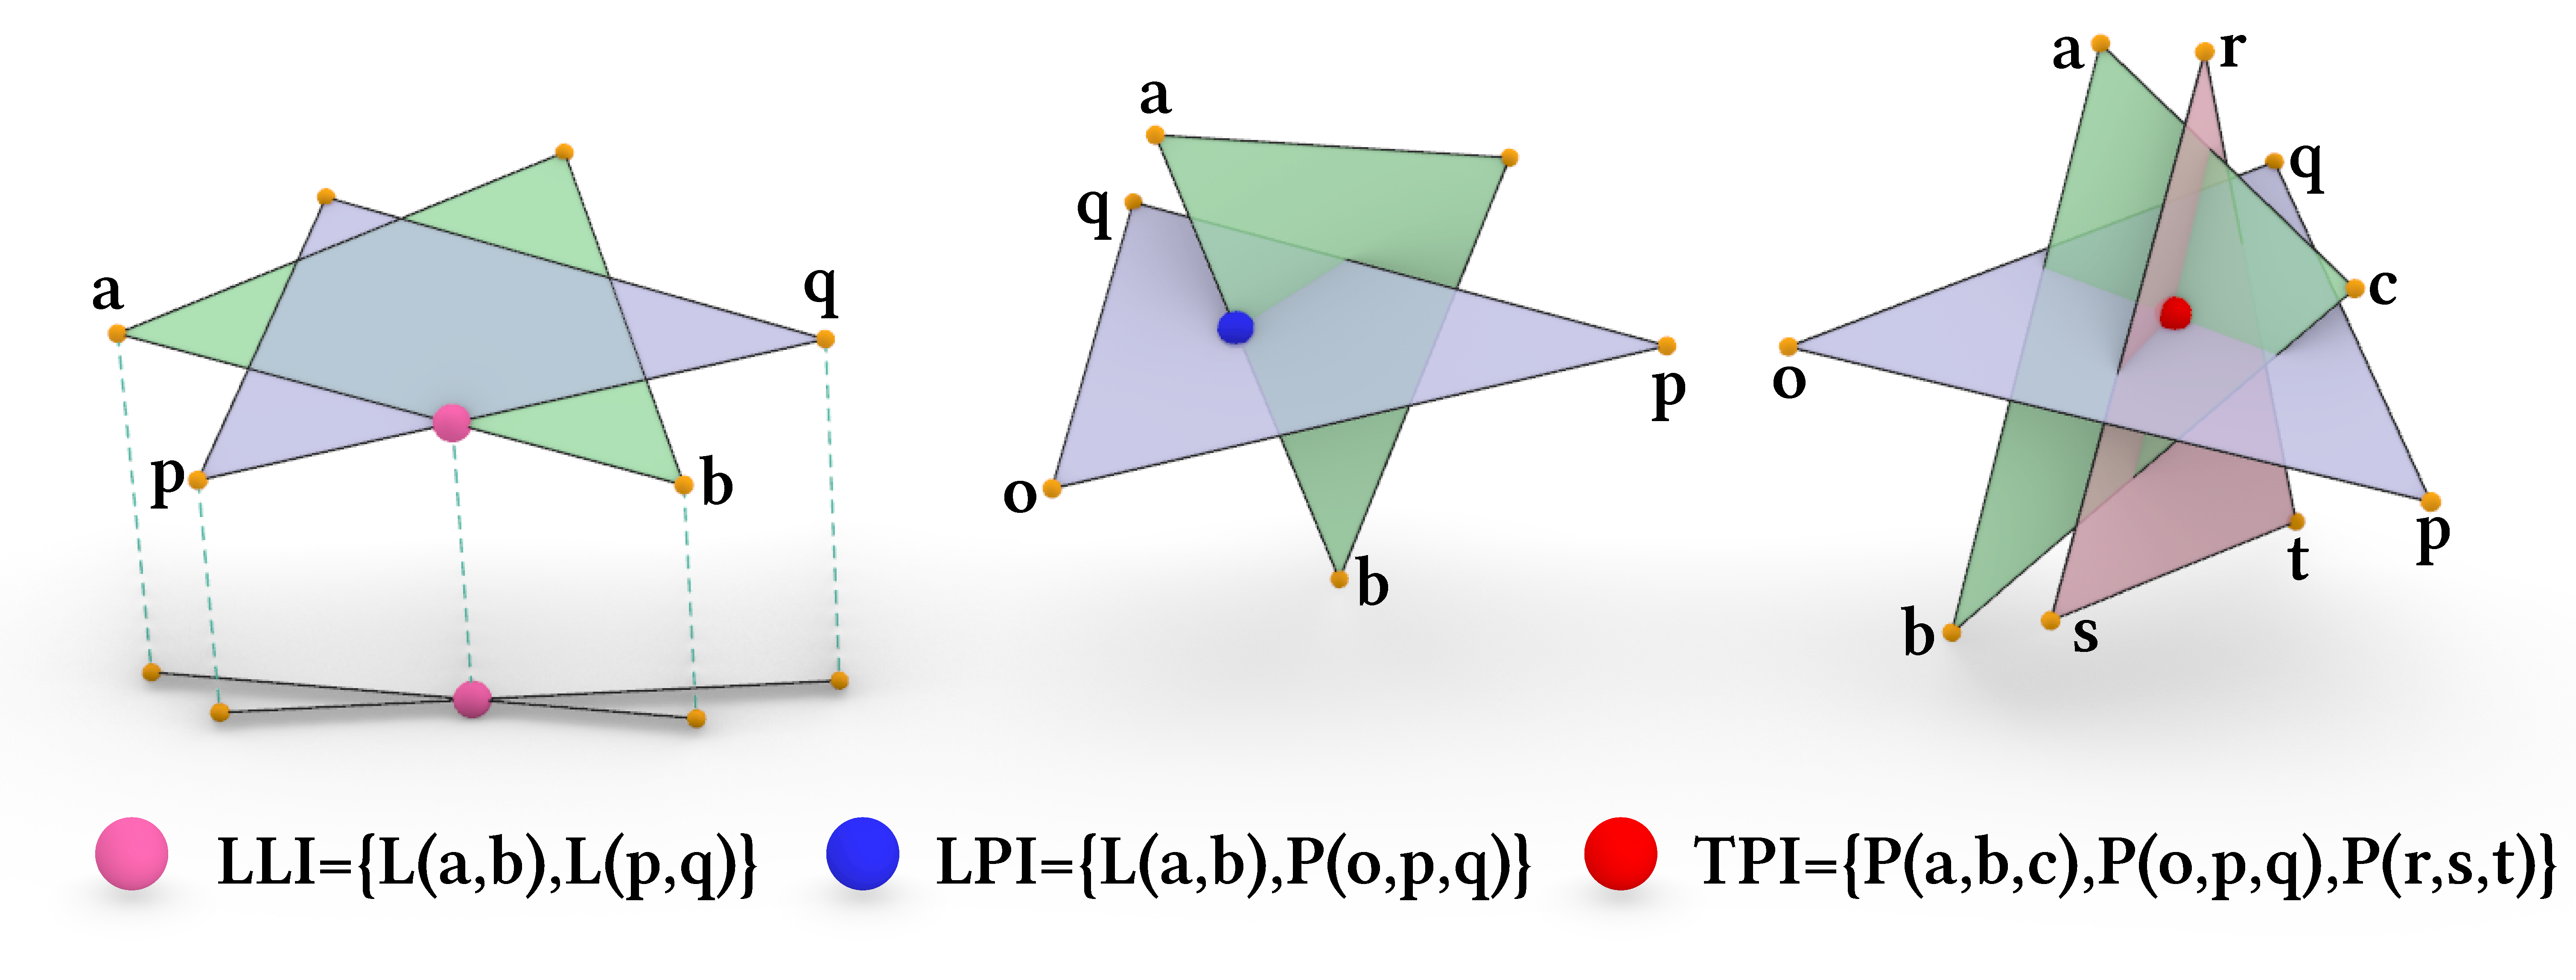 a
q
p
b
a
q
o
p
b
a
r
q
c
o
p
t
b
s
LLI={L(a,b),L(p,q)}
LPI={L(a,b),P(o,p,q)}
TPI={P(a,b,c),P(o,p,q),P(r,s,t)}